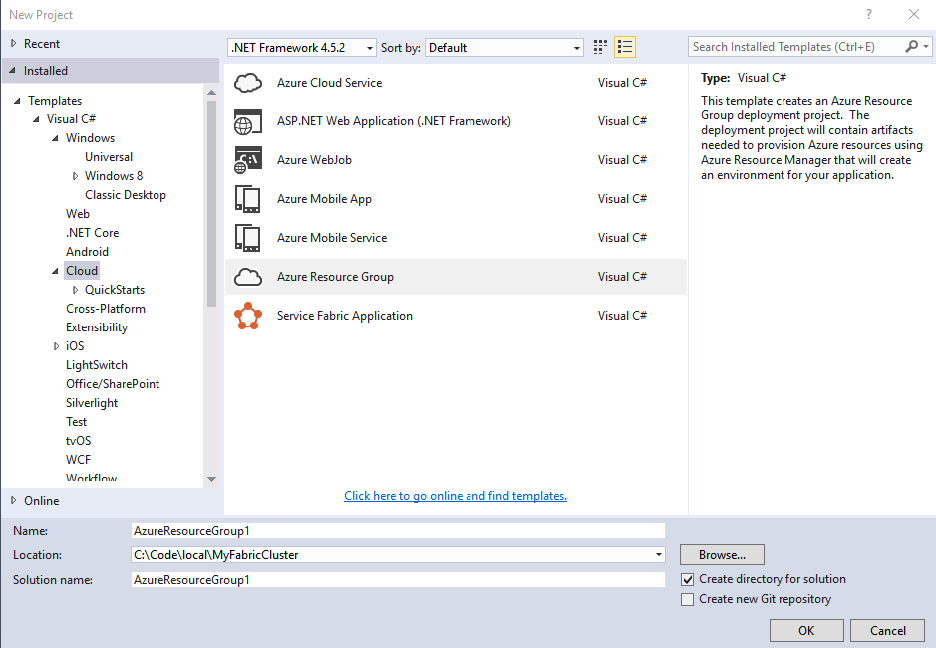 New Project
?
Recent
Installed
Templates
Visual C#
Windows
Universal
Windows 8
Classic Desktop
Web
.NET Core
Android
Cloud
QuickStarts
Cross-Platform
Extensibility
iOS
LightSwitch
Office/SharePoint
Silverlight
Test
tvOS
WCF
Workflow
Online
.NET Framework 4.5.2 Sort by: Default
Search Installed Templates (Ctrl+E)
Azure Cloud Service Visual C#
ASP.NET Web Application (.NET Framework) Visual C#
Azure WebJob Visual C#
Azure Mobile App Visual C#
Azure Mobile Service Visual C#
Azure Resource Group Visual C#
Service Fabric Application Visual C#
Click here to go online and find templates.
Type: Visual C#
This template creates an Azure Resource
Group deployment project. The
deployment project will contain artifacts
needed to provision Azure resources using
Azure Resource Manager that will create
an environment for your application.
Name: AzureResourceGroup1
Location: C:\Code\local\MyFabricCluster Browse...
Solution name: AzureResourceGroup1
Create directory for solution
Create new Git repository
OK Cancel